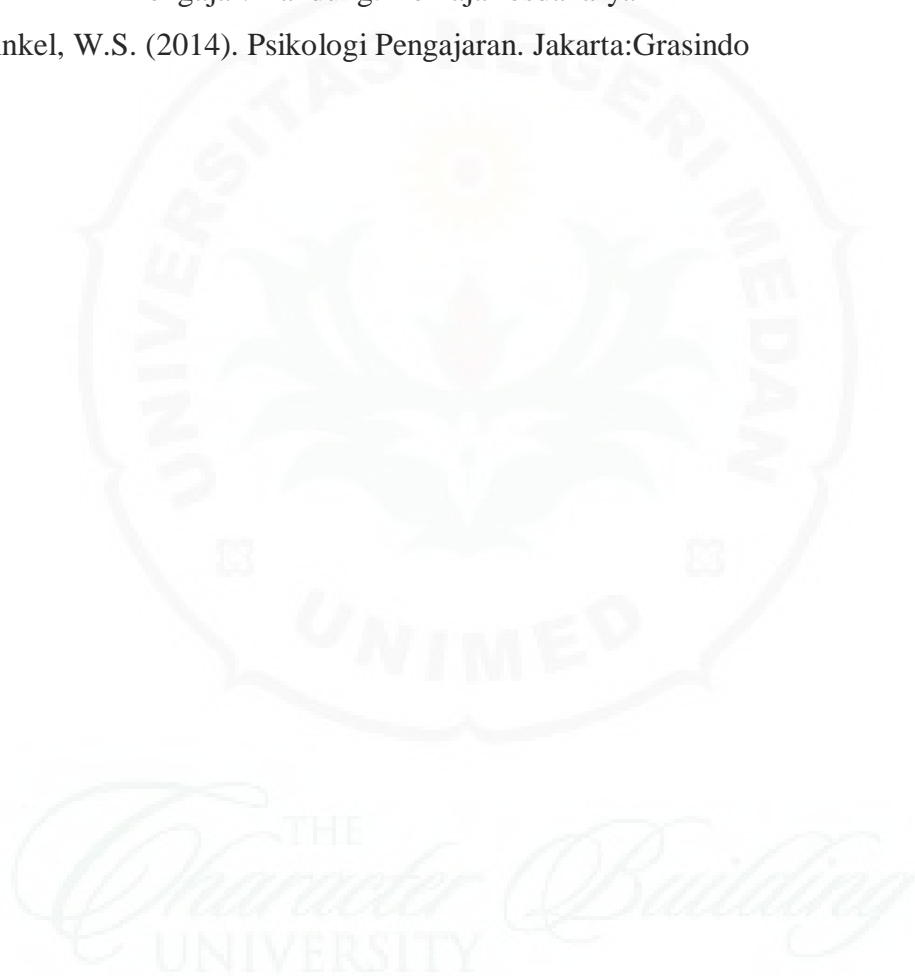 nkel, W.S. (2014). Psikologi Pengajaran. Jakarta:Grasindo
UNIVERSITAS NEGERI MEDAN
UNIMED
THE
Character Building
UNIVERSITY